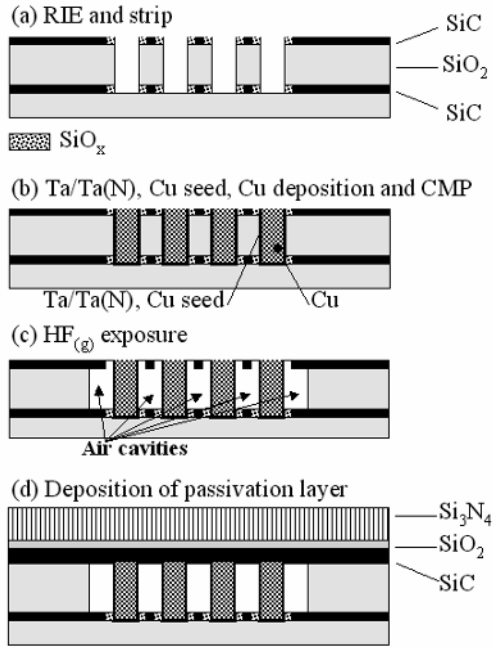 (a) RIE and strip
SiC
SiO₂
SiC
SiOₓ
(b) Ta/Ta(N), Cu seed, Cu deposition and CMP
Ta/Ta(N), Cu seed
Cu
(c) HF(g) exposure
Air cavities
(d) Deposition of passivation layer
Si₃N₄
SiO₂
SiC